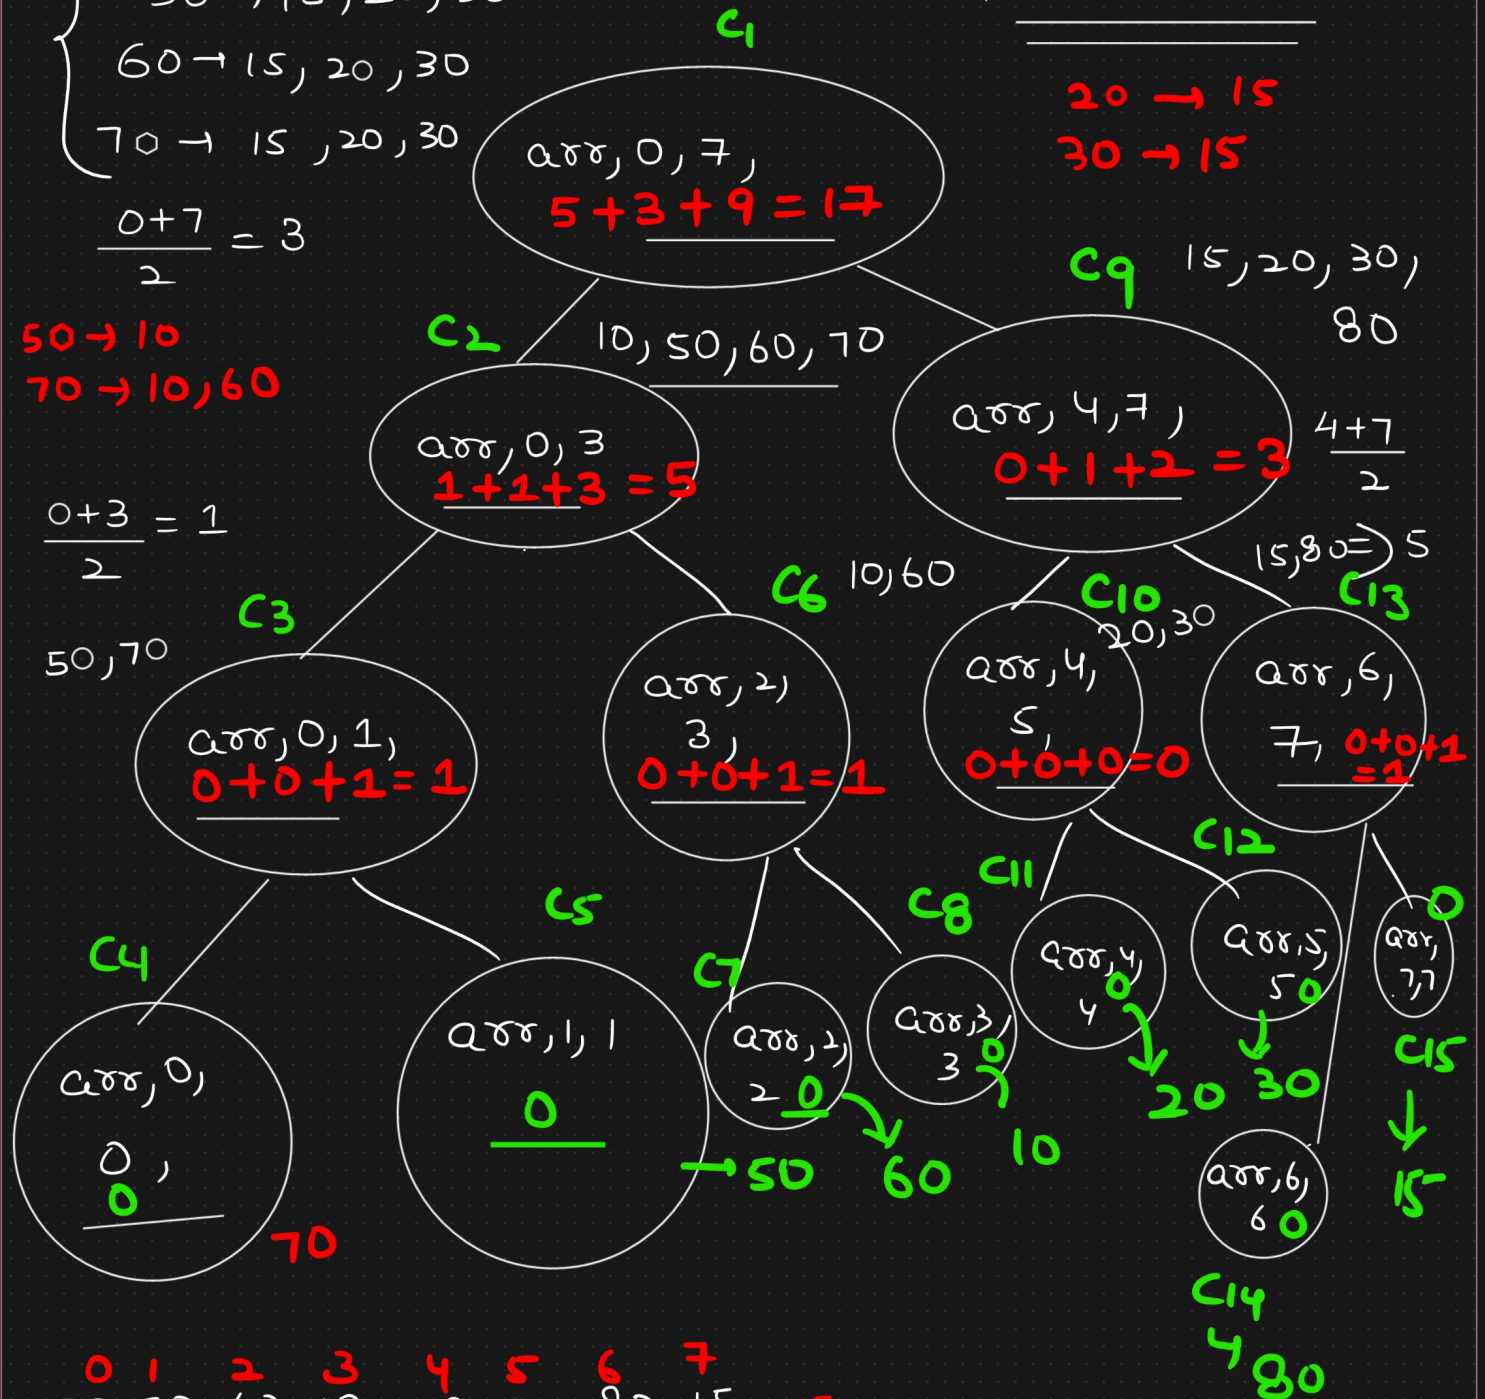 C1
60 → 15, 20, 30
70 → 15, 20, 30
20 → 15
30 → 15
arr, 0, 7,
5+3+9=17
0+7
2
= 3
C9
15, 20, 30,
80
50 → 10
70 → 10, 60
C2
10, 50, 60, 70
arr, 0, 3
1+1+3=5
arr, 4, 7,
0+1+2=3
4+7
2
0+3
2
= 1
C3
50, 70
C6
10, 60
C10
20, 30
15, 80 => 5
C13
arr, 0, 1,
0+0+1=1
arr, 2,
3,
0+0+1=1
arr, 4,
5,
0+0+0=0
arr, 6,
7,
0+0+1
=1
C4
C5
C7
C8
C11
C12
0
arr, 0,
0,
0
70
arr, 1, 1
0
→ 50
arr, 2,
2 0
60
arr, 3,
0
3
10
arr, 4,
0
4
20
arr, 5,
5 0
30
arr,
7,7
C15
15
arr, 6,
6 0
C14
4
80
0 1 2 3 4 5 6 7